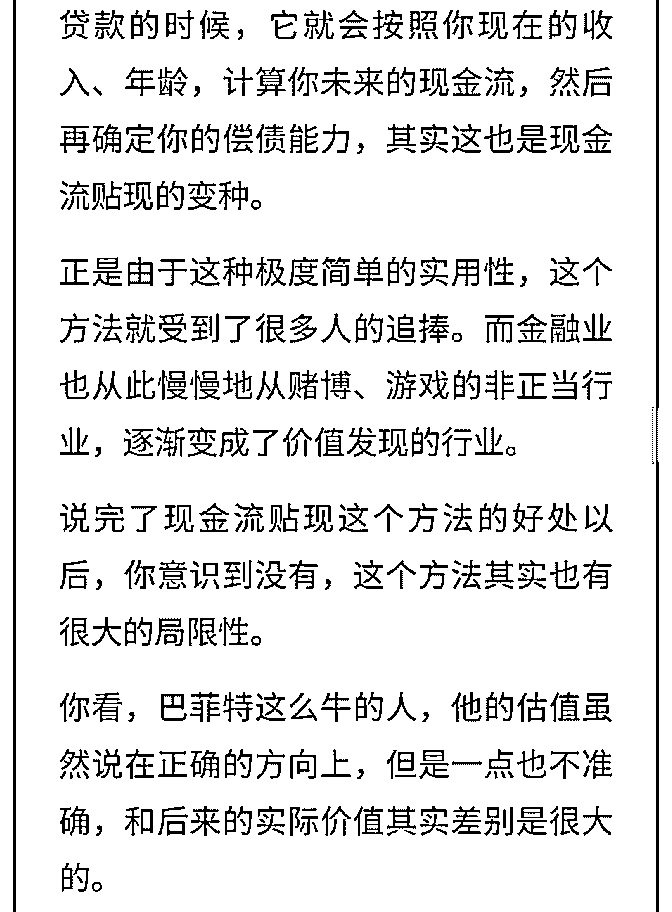 贷款的时候，它就会按照你现在的收
入、年龄，计算你未来的现金流，然后
再确定你的偿债能力，其实这也是现金
流贴现的变种。
正是由于这种极度简单的实用性，这个
方法就受到了很多人的追捧。而金融业
也从此慢慢地从赌博、游戏的非正当行
业，逐渐变成了价值发现的行业。
说完了现金流贴现这个方法的好处以
后，你意识到没有，这个方法其实也有
很大的局限性。
你看，巴菲特这么牛的人，他的估值虽
然说在正确的方向上，但是一点也不准
确，和后来的实际价值其实差别是很大
的。